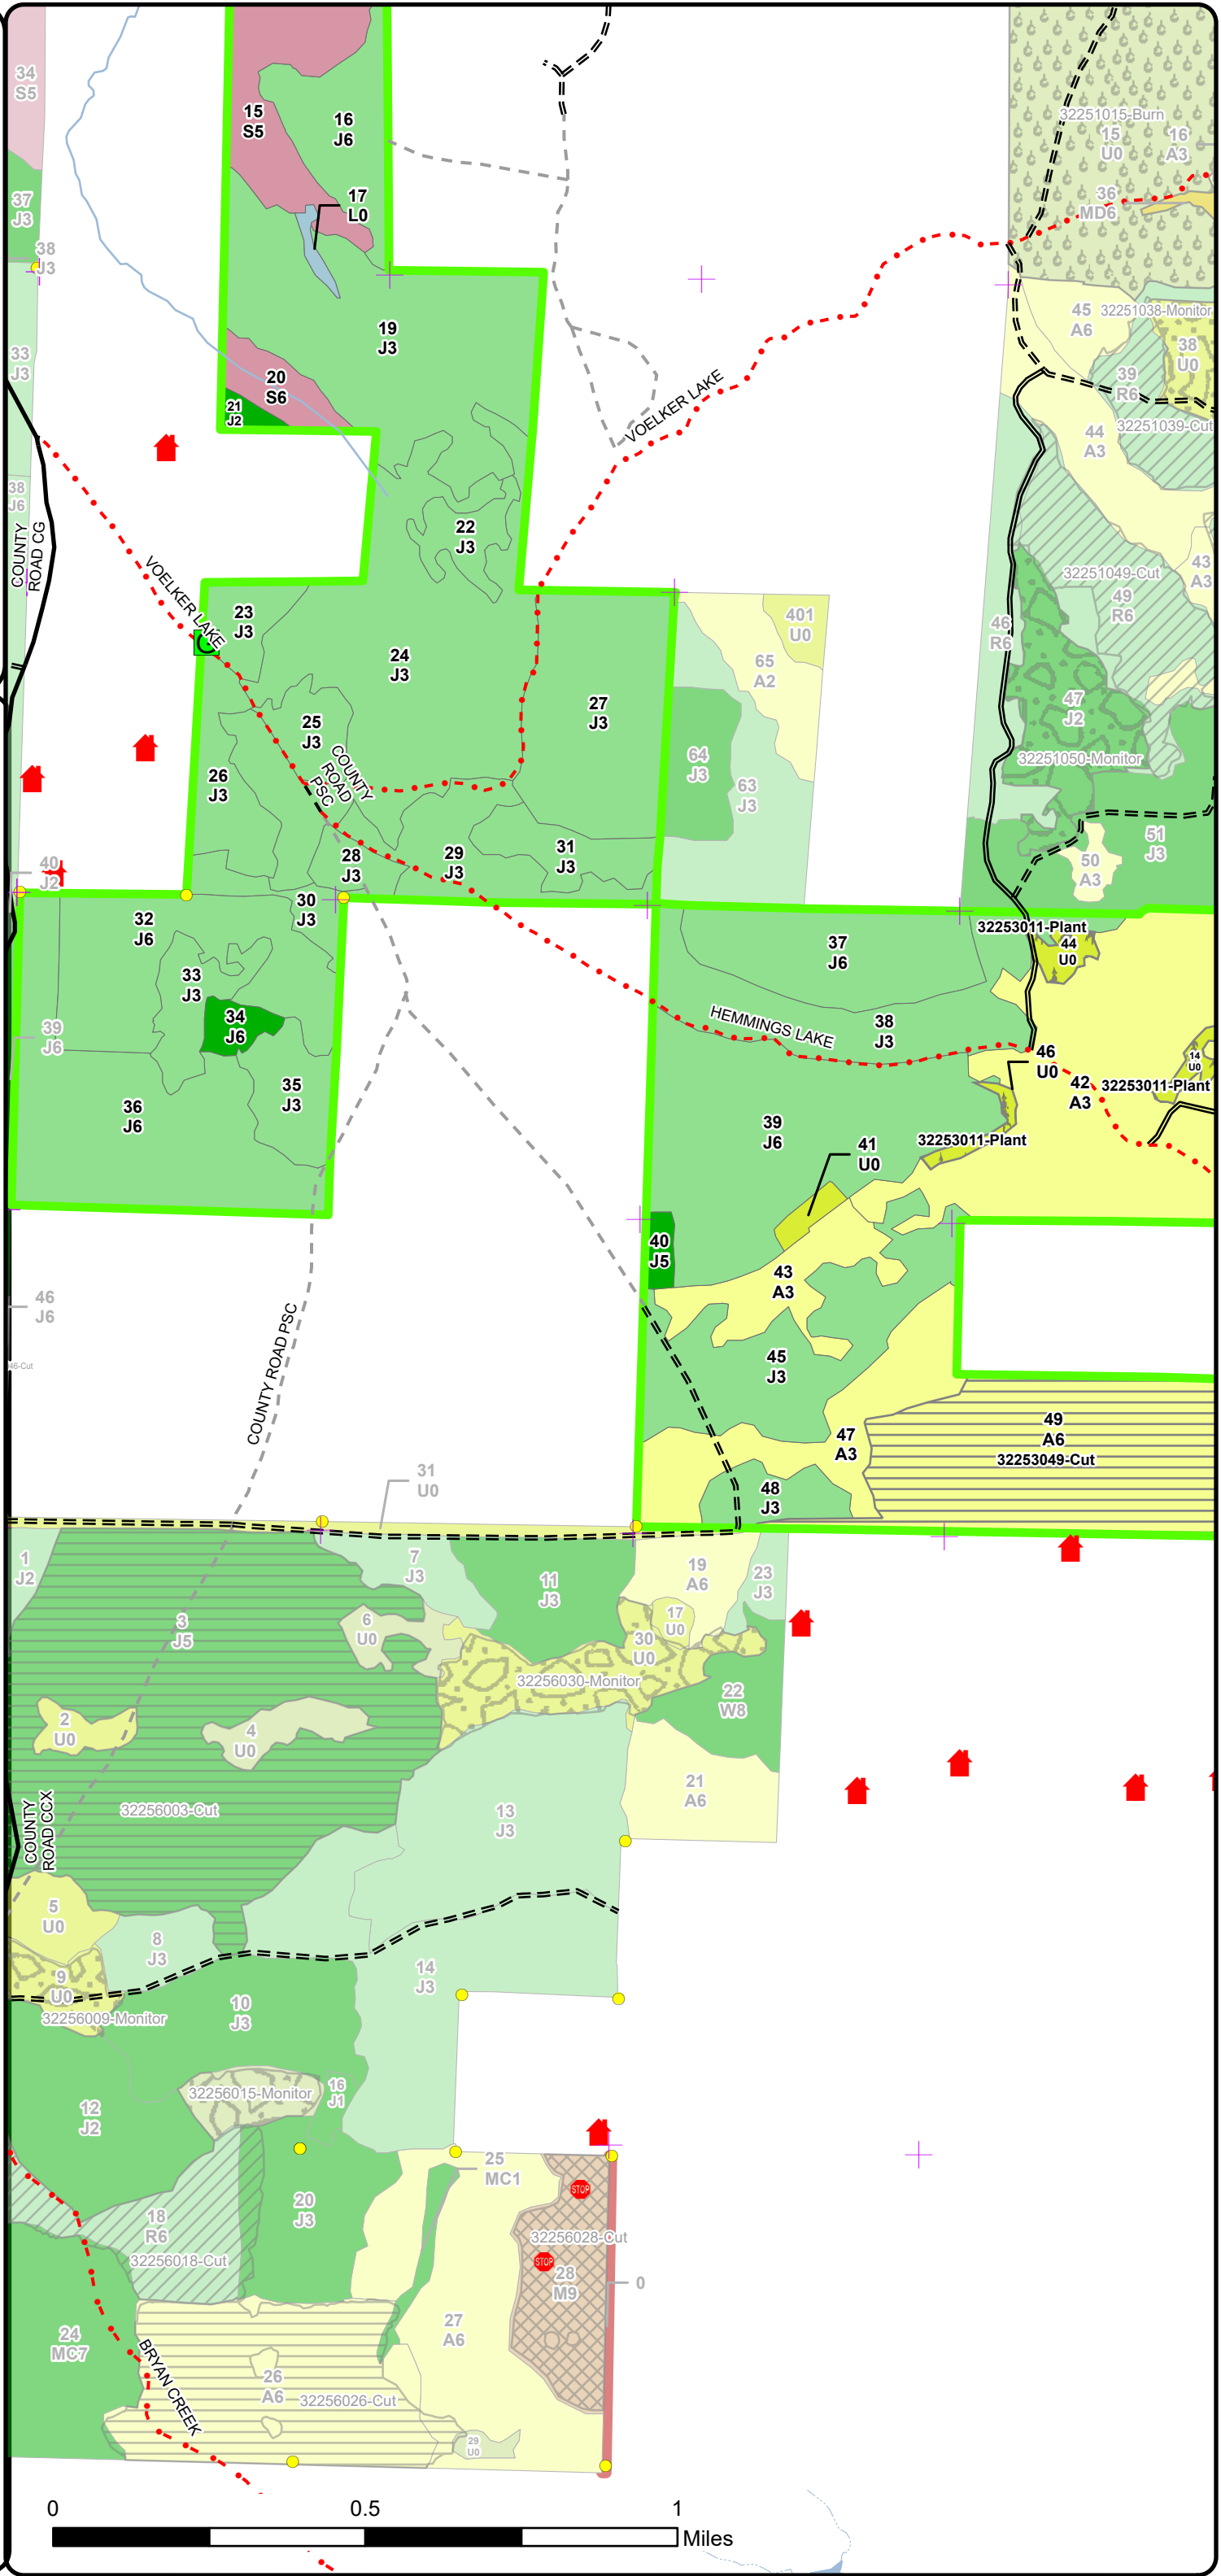 34
S5
37
J3
38
J3
33
J3
38
J6
COUNTY
ROAD CG
15
S5
16
J6
17
L0
19
J3
20
S6
21
J2
22
J3
VOELKER LAKE
VOELKER LAKE
32251015-Burn
15
U0
16
A3
36
MD6
45
A6
32251038-Monitor
38
U0
39
R6
32251039-Cut
44
A3
43
A3
32251049-Cut
49
R6
46
R6
47
J2
32251050-Monitor
51
J3
50
A3
23
J3
24
J3
25
J3
26
J3
27
J3
COUNTY
ROAD
PSC
28
J3
29
J3
30
J3
31
J3
401
U0
65
A2
64
J3
63
J3
40
J2
32
J6
33
J3
34
J6
35
J3
36
J6
39
J6
37
J6
38
J3
HEMMINGS LAKE
32253011-Plant
44
U0
46
U0
42
A3
14
U0
32253011-Plant
32253011-Plant
39
J6
41
U0
40
J5
43
A3
45
J3
47
A3
48
J3
49
A6
32253049-Cut
46
J6
46-Cut
COUNTY ROAD PSC
31
U0
1
J2
3
J5
7
J3
11
J3
19
A6
23
J3
6
U0
17
U0
30
U0
32256030-Monitor
22
W8
2
U0
4
U0
21
A6
32256003-Cut
13
J3
COUNTY
ROAD CCX
5
U0
8
J3
9
U0
32256009-Monitor
10
J3
14
J3
12
J2
32256015-Monitor
16
J1
18
R6
32256018-Cut
20
J3
25
MC1
STOP
32256028-Cut
STOP
28
M9
0
27
A6
24
MC7
BRYAN CREEK
26
A6
32256026-Cut
29
U0
0
0.5
1
Miles